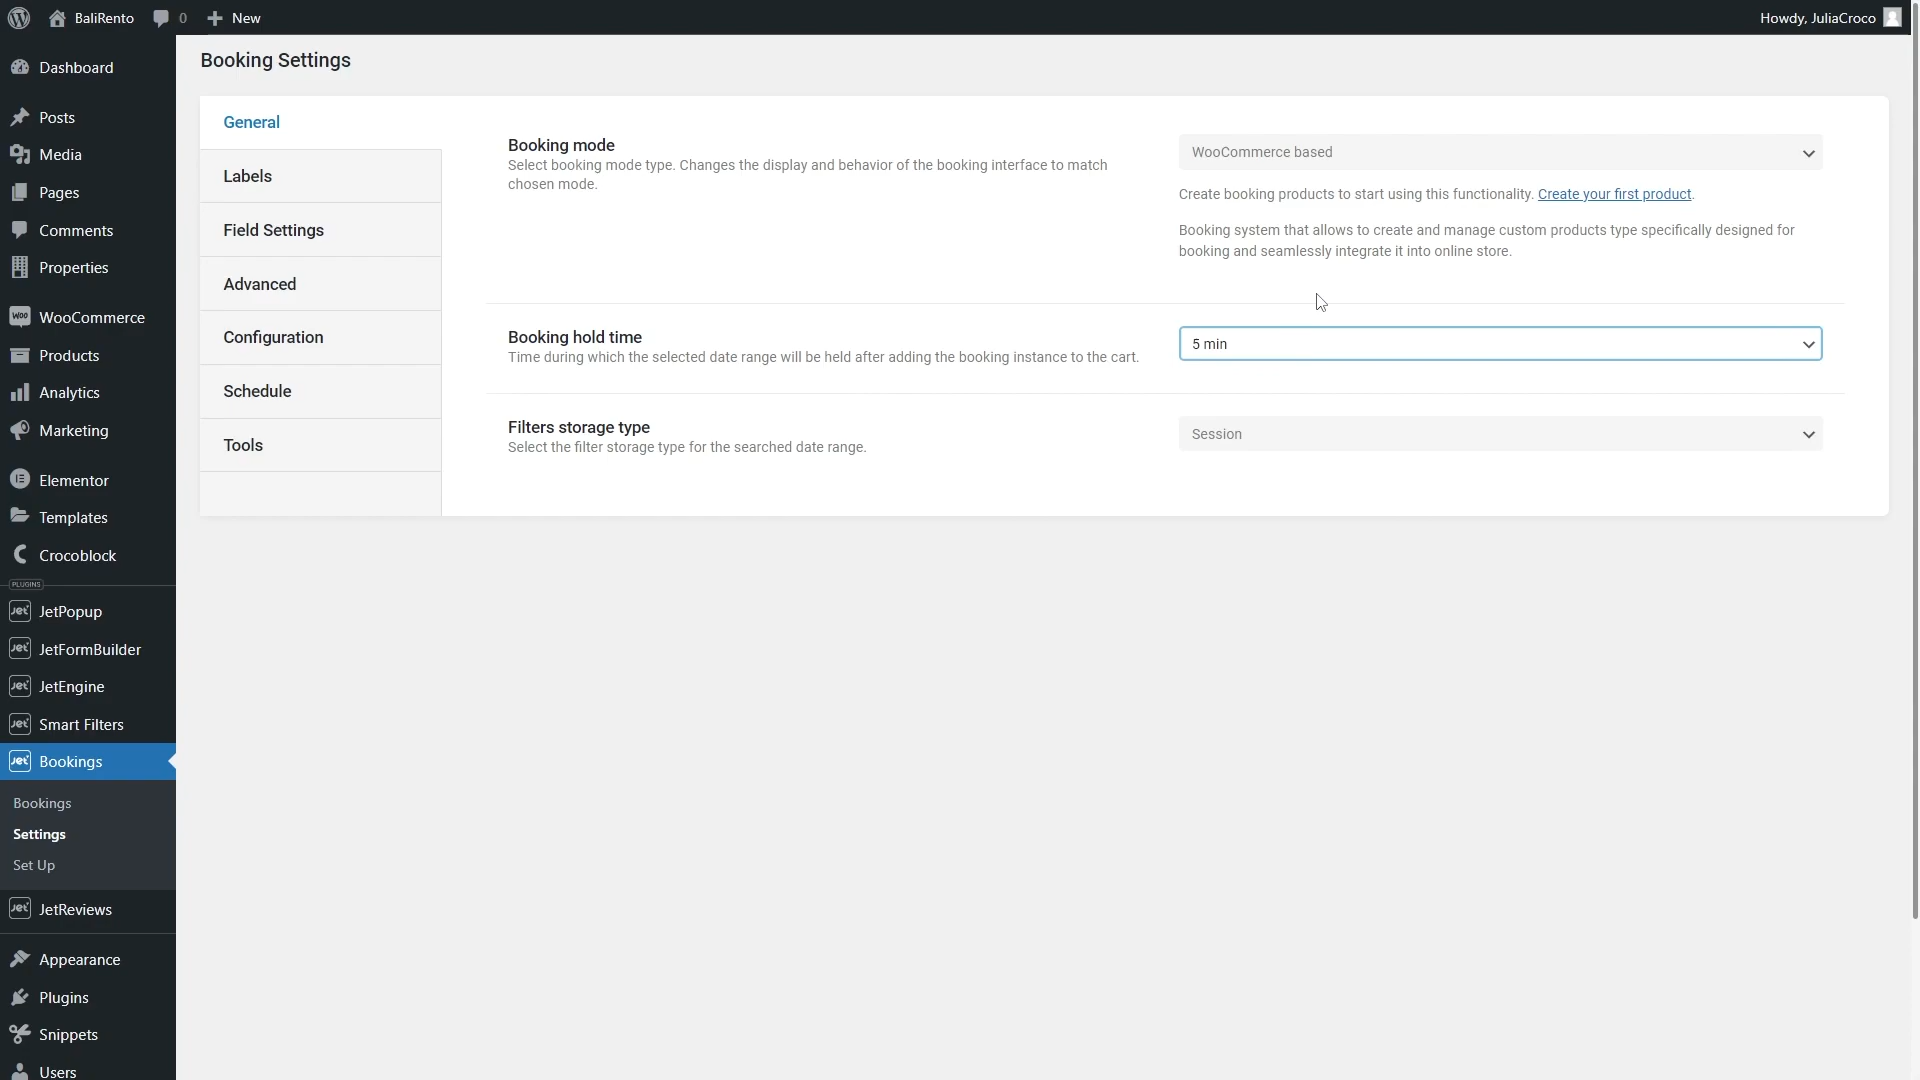 BaliRento
0
New
Howdy, JuliaCroco
Dashboard
Posts
Media
Pages
Comments
Properties
Woo
WooCommerce
Products
Analytics
Marketing
Elementor
Templates
Crocoblock
PLUGINS
Jet
JetPopup
Jet
JetFormBuilder
Jet
JetEngine
Jet
Smart Filters
Jet
Bookings
Bookings
Settings
Set Up
Jet
JetReviews
Appearance
Plugins
Snippets
Users
Booking Settings
General
Labels
Field Settings
Advanced
Configuration
Schedule
Tools
Booking mode
Select booking mode type. Changes the display and behavior of the booking interface to match
chosen mode.
WooCommerce based
Create booking products to start using this functionality. Create your first product.
Booking system that allows to create and manage custom products type specifically designed for
booking and seamlessly integrate it into online store.
Booking hold time
Time during which the selected date range will be held after adding the booking instance to the cart.
5 min
Filters storage type
Select the filter storage type for the searched date range.
Session